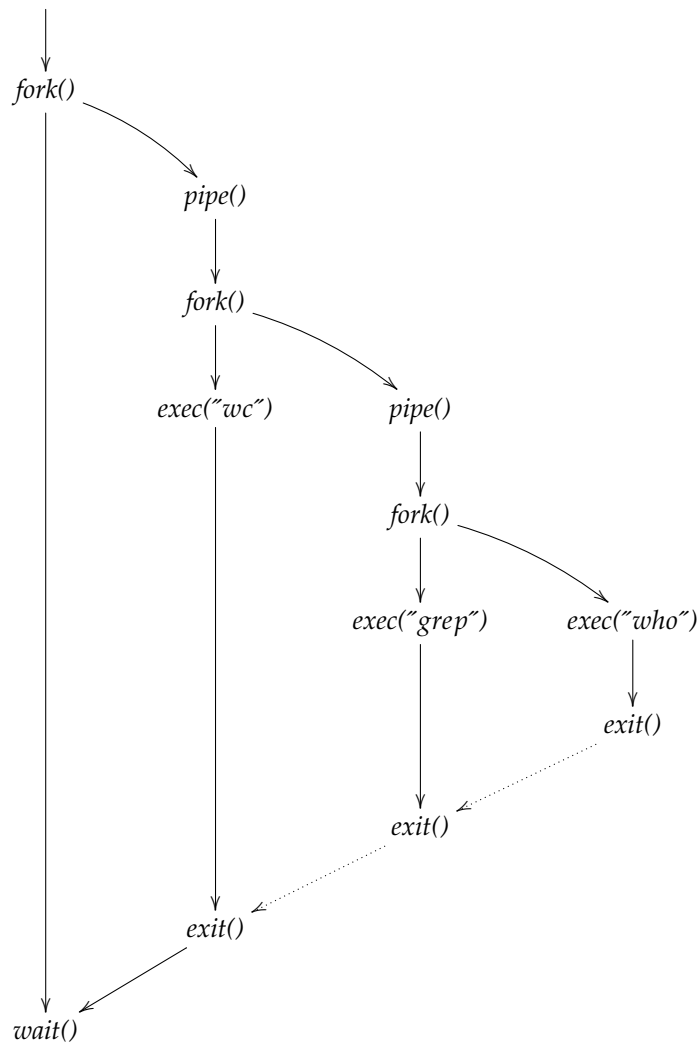 fork()
pipe()
fork()
exec("wc")
pipe()
fork()
exec("grep")
exec("who")
exit()
exit()
exit()
wait()